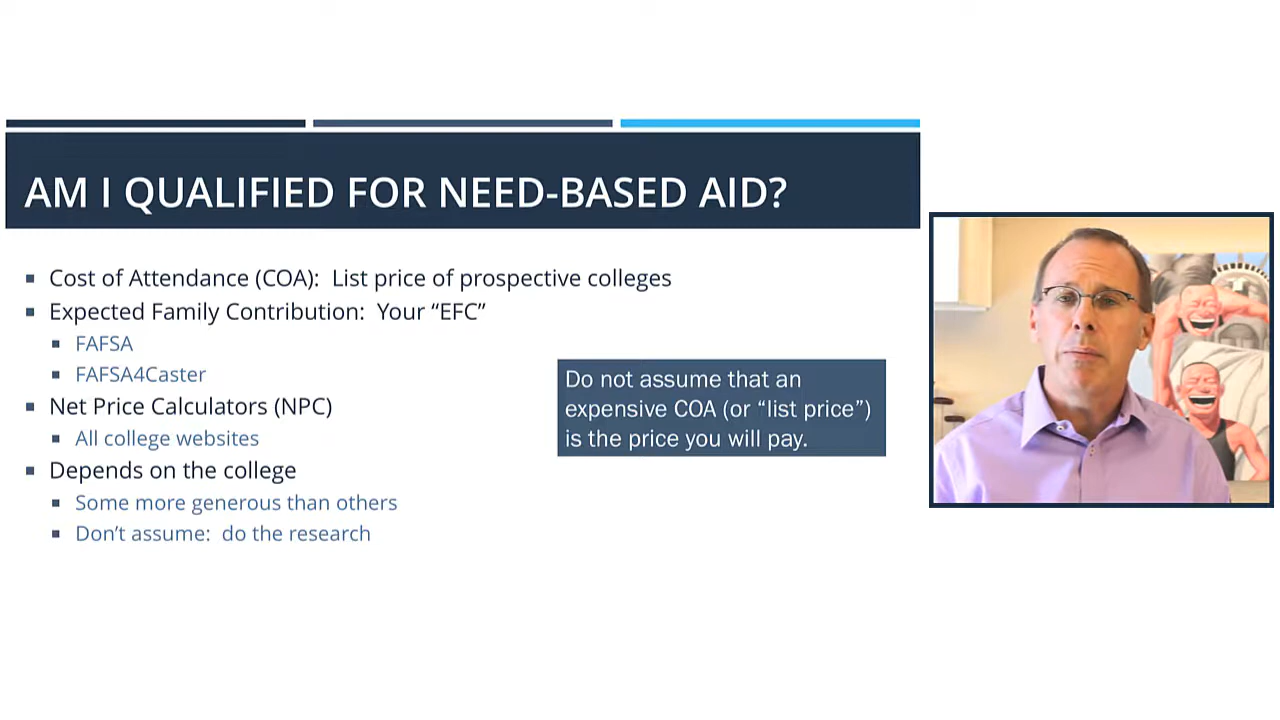 AM I QUALIFIED FOR NEED-BASED AID?
Cost of Attendance (COA):  List price of prospective colleges
Expected Family Contribution:  Your “EFC”
FAFSA
FAFSA4Caster
Net Price Calculators (NPC)
All college websites
Depends on the college
Some more generous than others
Don’t assume:  do the research
Do not assume that an
expensive COA (or “list price”)
is the price you will pay.